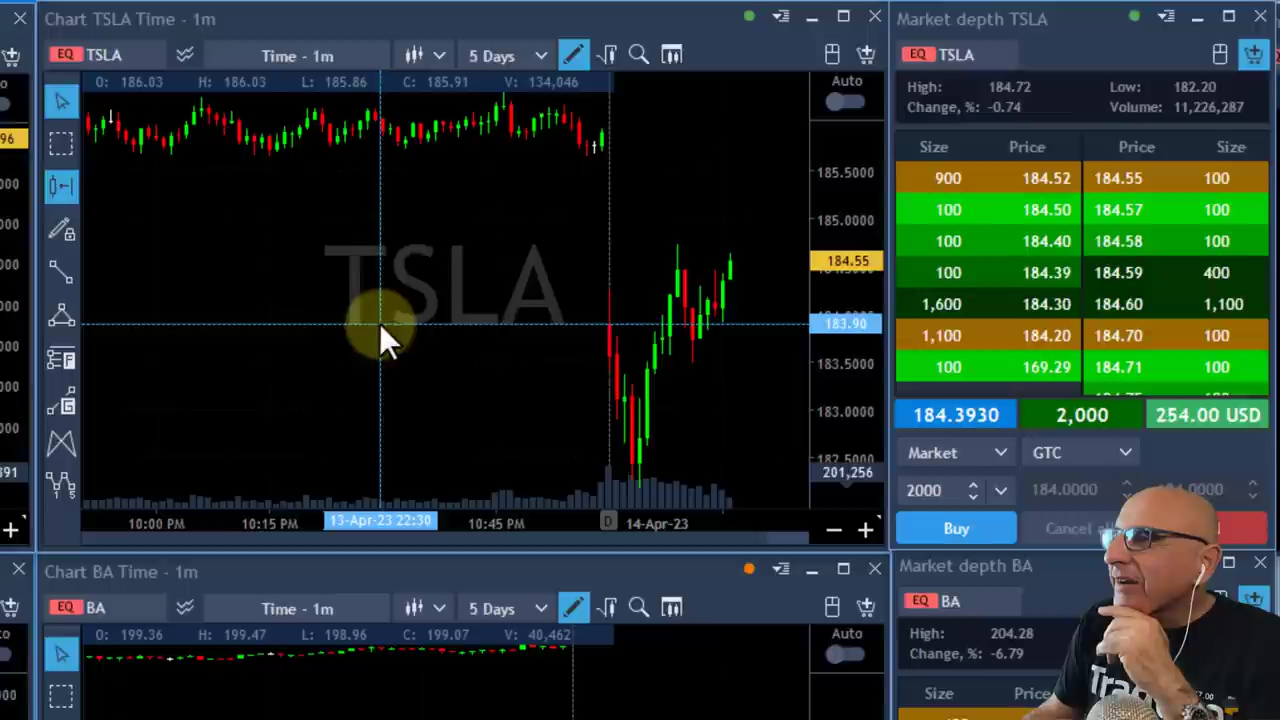 Chart TSLA Time - 1m
EQ TSLA
Time - 1m
5 Days
O: 186.03 H: 186.03 L: 185.86 C: 185.91 V: 134,046
Auto
TSLA
185.5000
185.0000
184.55
183.90
183.5000
183.0000
182.5000
201,256
10:00 PM
10:15 PM
13-Apr-23 22:30
10:45 PM
D
14-Apr-23
96
891
Market depth TSLA
EQ TSLA
High: 184.72 Low: 182.20
Change, %: -0.74 Volume: 11,226,287
Size Price Price Size
900 184.52 184.55 100
100 184.50 184.57 100
100 184.40 184.58 100
100 184.39 184.59 400
1,600 184.30 184.60 1,100
1,100 184.20 184.70 100
100 169.29 184.71 100
184.3930 2,000 254.00 USD
Market GTC
2000 184.0000
Buy
Chart BA Time - 1m
EQ BA
Time - 1m
5 Days
O: 199.36 H: 199.47 L: 198.96 C: 199.07 V: 40,462
Auto
Market depth BA
EQ BA
High: 204.28
Change, %: -6.79
Size